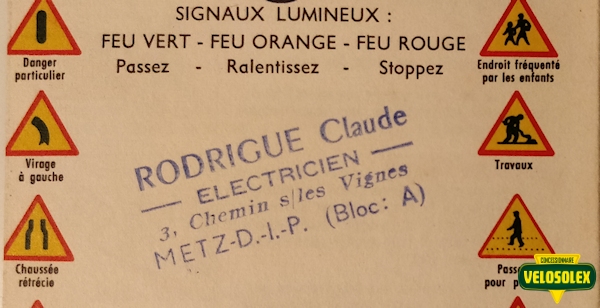 SIGNAUX LUMINEUX :
FEU VERT - FEU ORANGE - FEU ROUGE
Passez - Ralentissez - Stoppez
Danger
particulier
Virage
à gauche
Chaussée
rétrécie
RODRIGUE Claude
— ELECTRICIEN —
3, Chemin s/les Vignes
METZ-D.-I.-P. (Bloc: A)
Endroit fréquenté
par les enfants
Travaux
pour
CONCESSIONNAIRE
VELOSOLEX